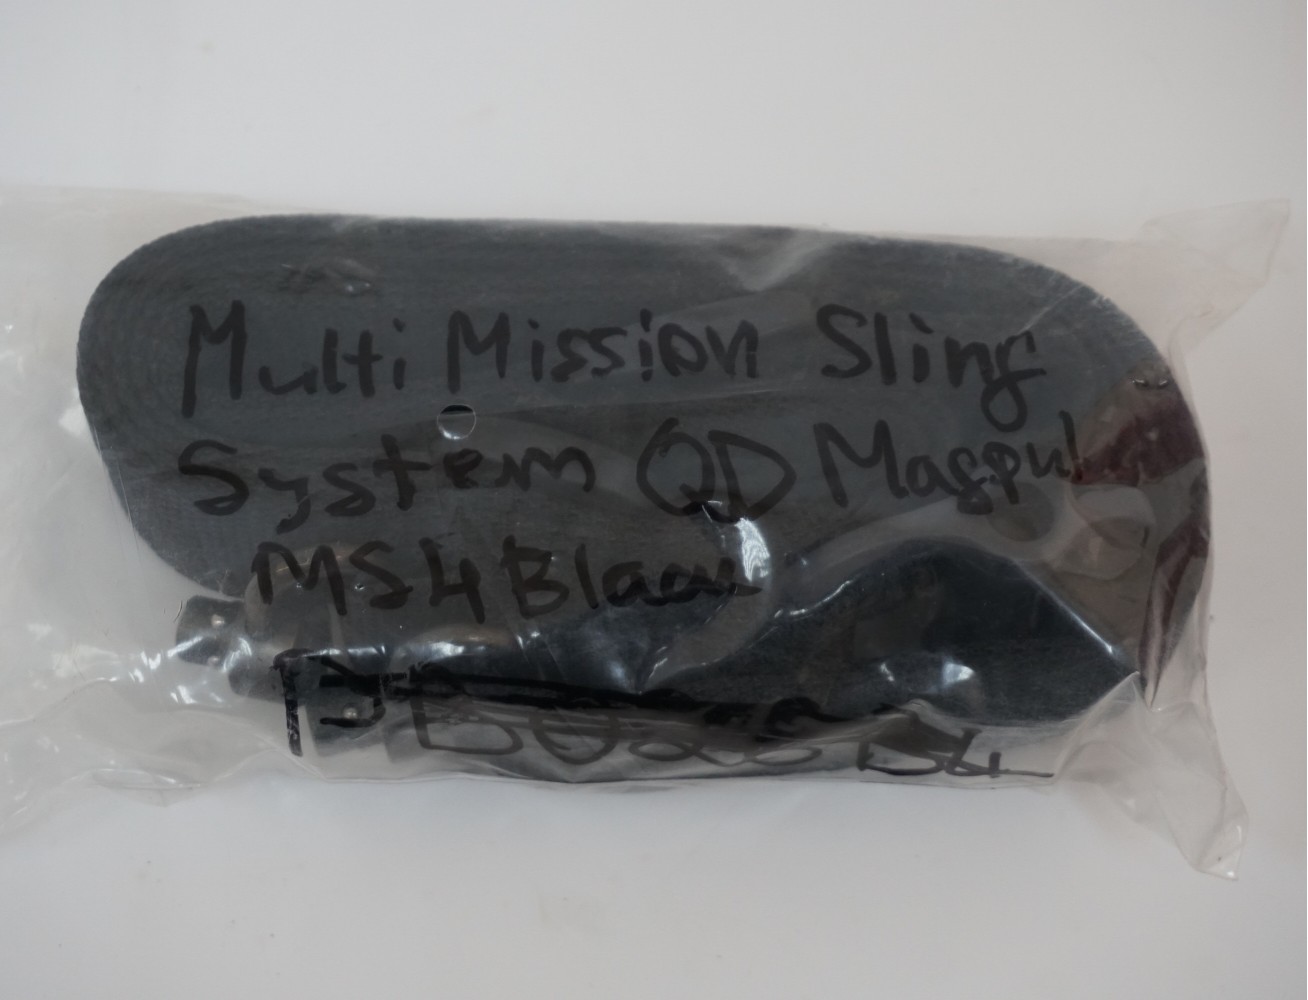 Multi Mission Sling
System QD Magpul
MS4 Black